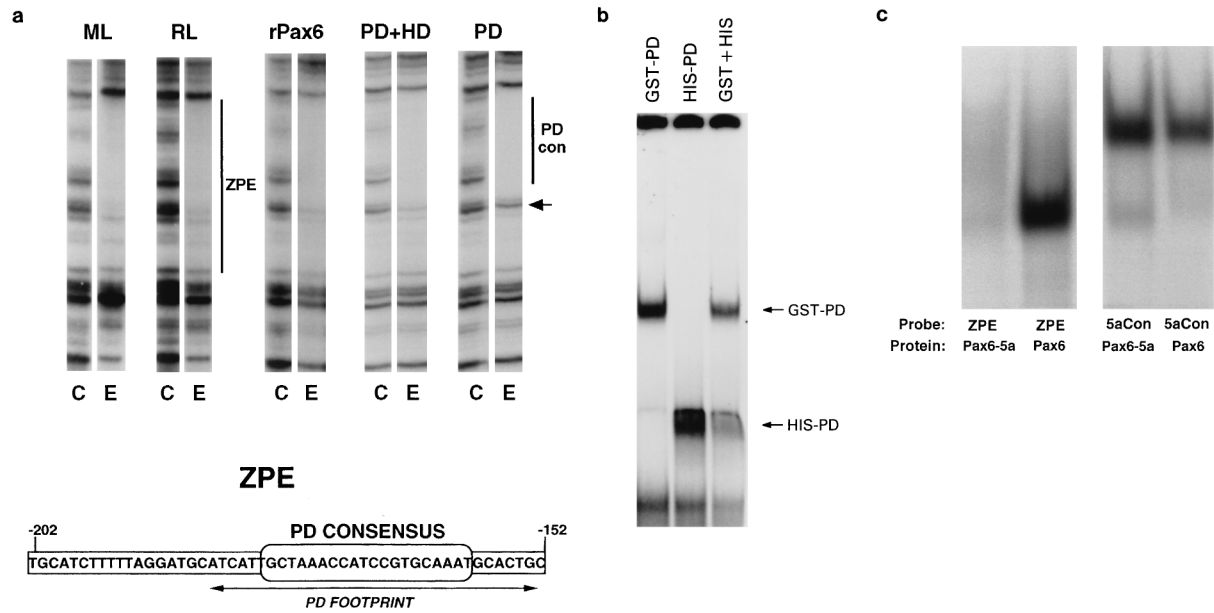 a
ML RL rPax6 PD+HD PD
ZPE
PD
con
C E C E C E C E C E
ZPE
-202 -152
PD CONSENSUS
TGCATCTTTTTAGGATGCATCATTGCTAAACCATCCGTGCAAATGCACTGC
PD FOOTPRINT
b
GST-PD
HIS-PD
GST + HIS
GST-PD
HIS-PD
c
Probe: ZPE ZPE 5aCon 5aCon
Protein: Pax6-5a Pax6 Pax6-5a Pax6